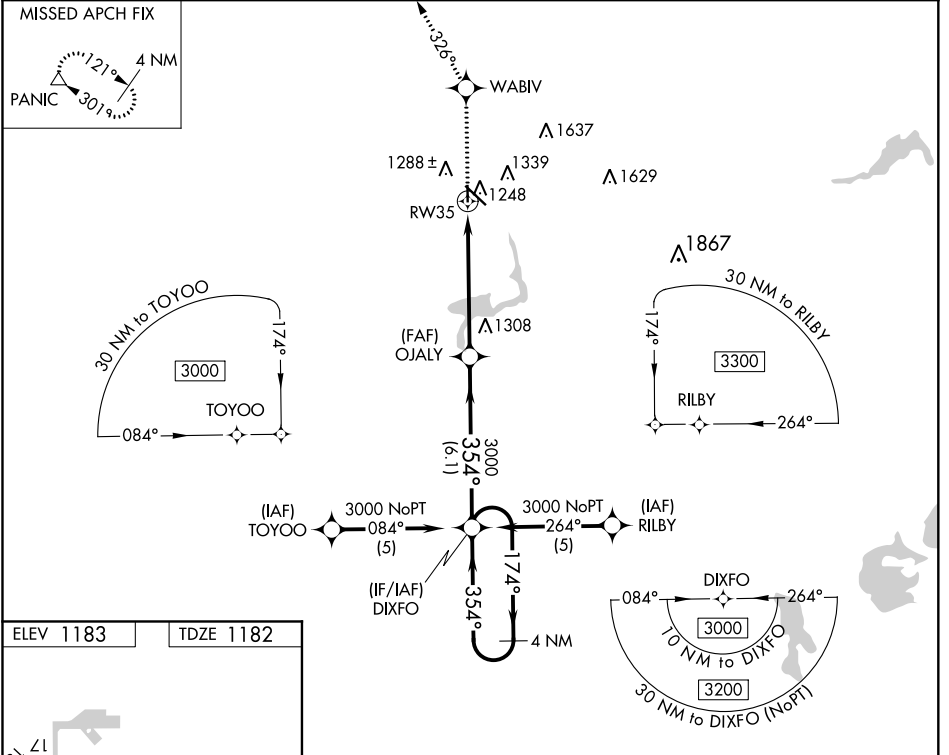 MISSED APCH FIX
4 NM
121°
PANIC
301°
326°
WABIV
1637
1288 ±
1339
1629
1248
RW35
1867
30 NM to TOYOO
174°
3000
TOYOO
084°
(FAF)
OJALY
1308
30 NM to RILBY
174°
3300
RILBY
264°
3000
354°
(6.1)
(IAF)
TOYOO
3000 NoPT
084°
(5)
3000 NoPT
264°
(5)
(IAF)
RILBY
(IF/IAF)
DIXFO
354°
174°
4 NM
DIXFO
084°
264°
3000
10 NM to DIXFO
3200
30 NM to DIXFO (NoPT)
ELEV 1183
TDZE 1182
17